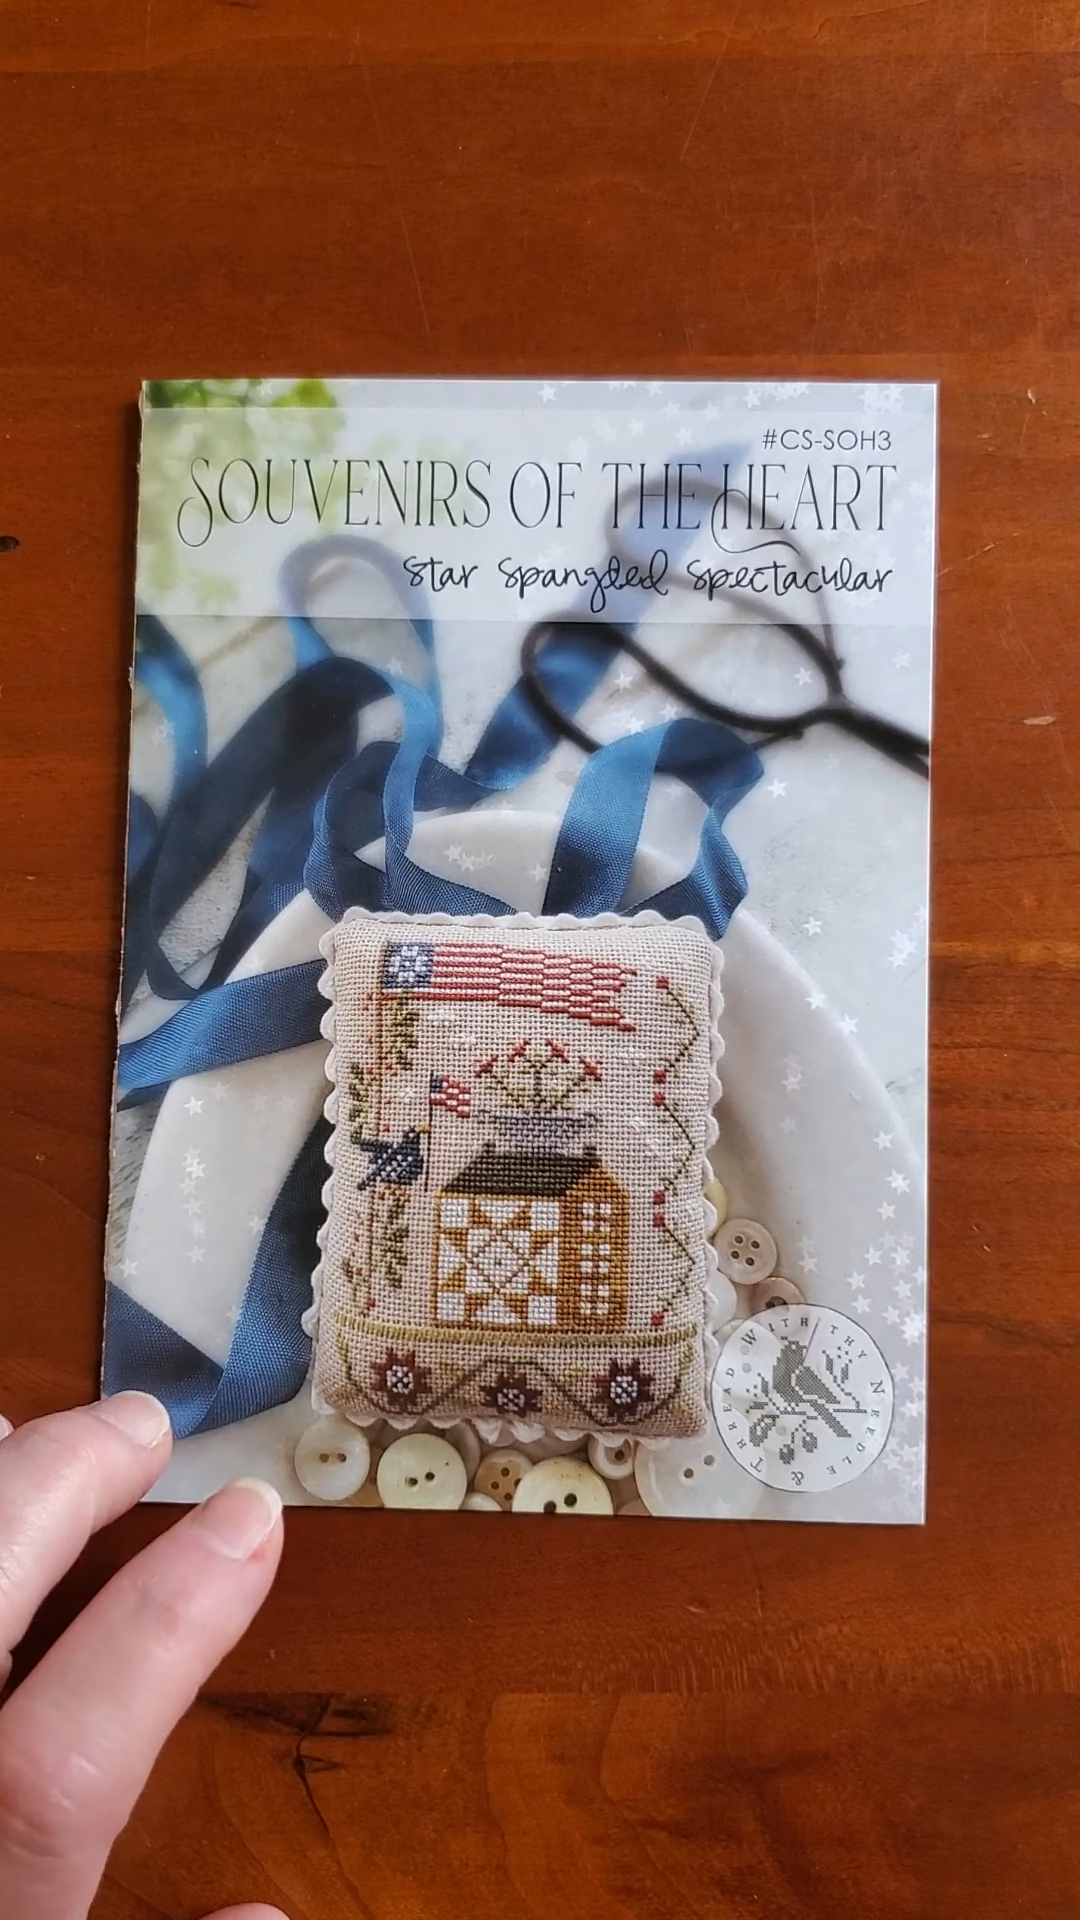 #CS-SOH3
SOUVENIRS OF THE HEART
Star Spangled Spectacular
WITH THY NEEDLE & THREAD